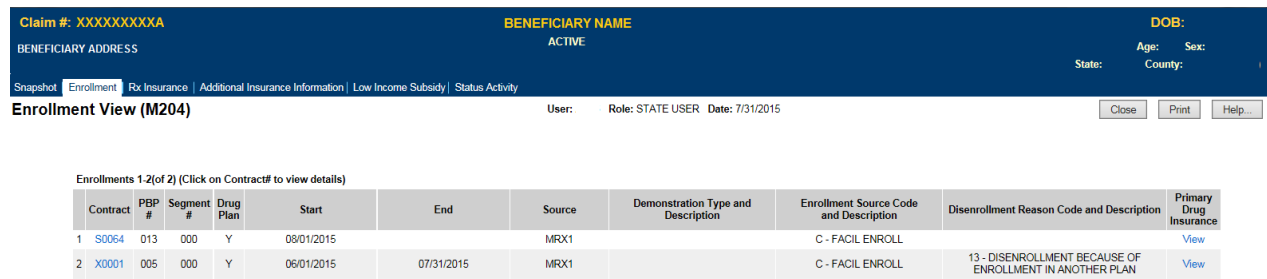 Claim #: XXXXXXXXXA BENEFICIARY NAME DOB:
BENEFICIARY ADDRESS ACTIVE Age: Sex:
State: County:
Snapshot Enrollment Rx Insurance | Additional Insurance Information | Low Income Subsidy | Status Activity
Enrollment View (M204) User: Role: STATE USER Date: 7/31/2015 Close Print Help...
Enrollments 1-2(of 2) (Click on Contract# to view details)
Contract PBP # Segment # Drug Plan Start End Source Demonstration Type and Description Enrollment Source Code and Description Disenrollment Reason Code and Description Primary Drug Insurance
1 S0064 013 000 Y 08/01/2015 MRX1 C - FACIL ENROLL View
2 X0001 005 000 Y 06/01/2015 07/31/2015 MRX1 C - FACIL ENROLL 13 - DISENROLLMENT BECAUSE OF ENROLLMENT IN ANOTHER PLAN View